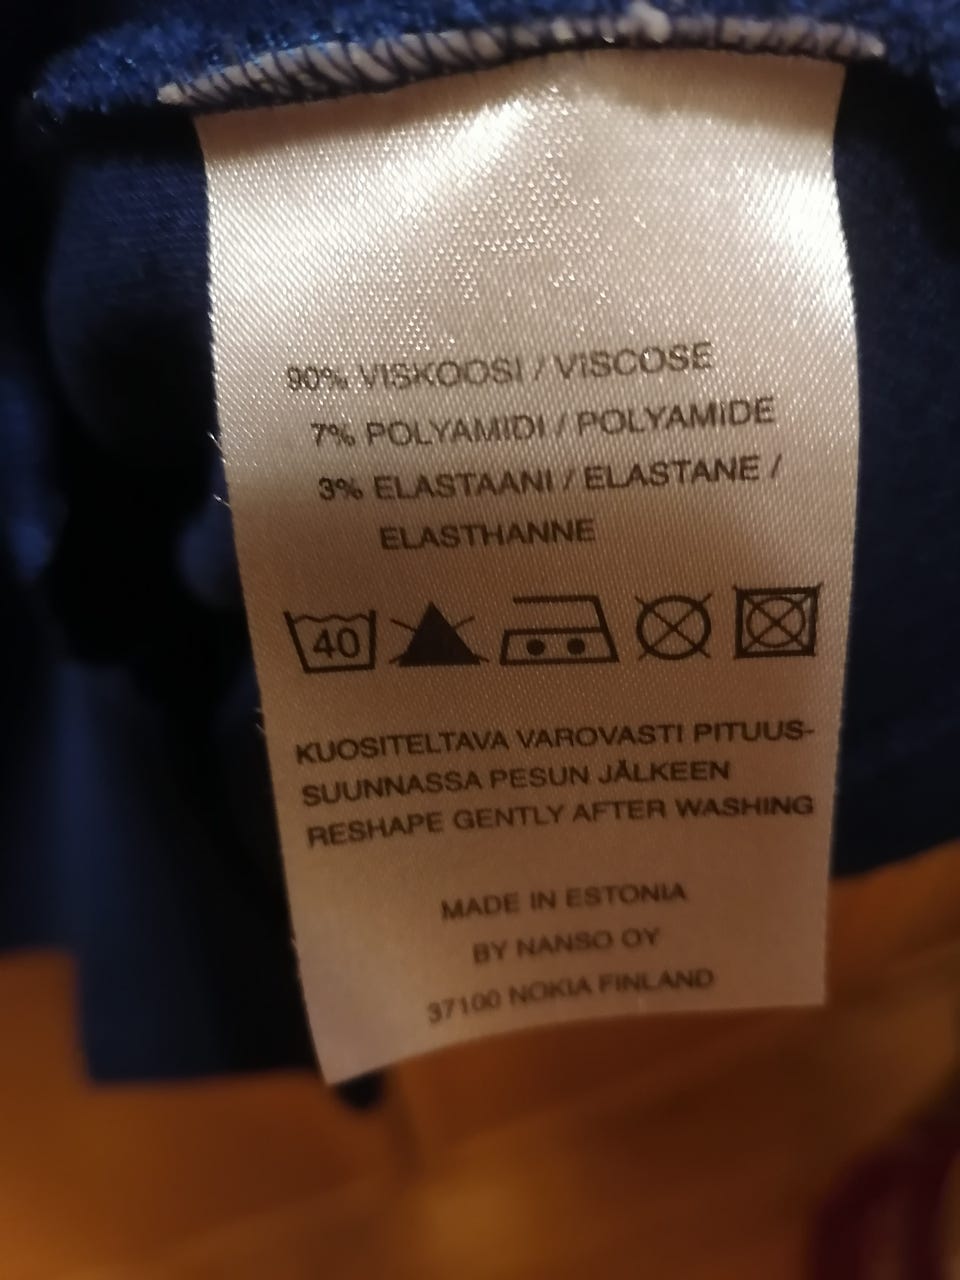 90% VISKOOSI / VISCOSE
7% POLYAMIDI / POLYAMIDE
3% ELASTAANI / ELASTANE /
ELASTHANNE
40
KUOSITELTAVA VAROVASTI PITUUS-
SUUNNASSA PESUN JÄLKEEN
RESHAPE GENTLY AFTER WASHING
MADE IN ESTONIA
BY NANSO OY
37100 NOKIA FINLAND